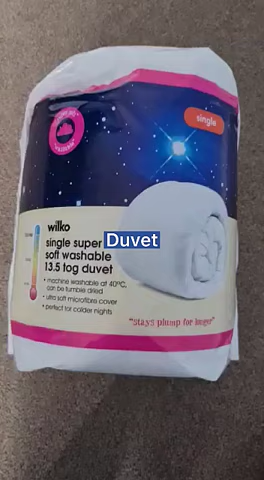 single
wilko
single super
soft washable
13.5 tog duvet
• machine washable at 40°C,
can be tumble dried
• ultra soft microfibre cover
• perfect for colder nights
Duvet
"stays plump for longer"